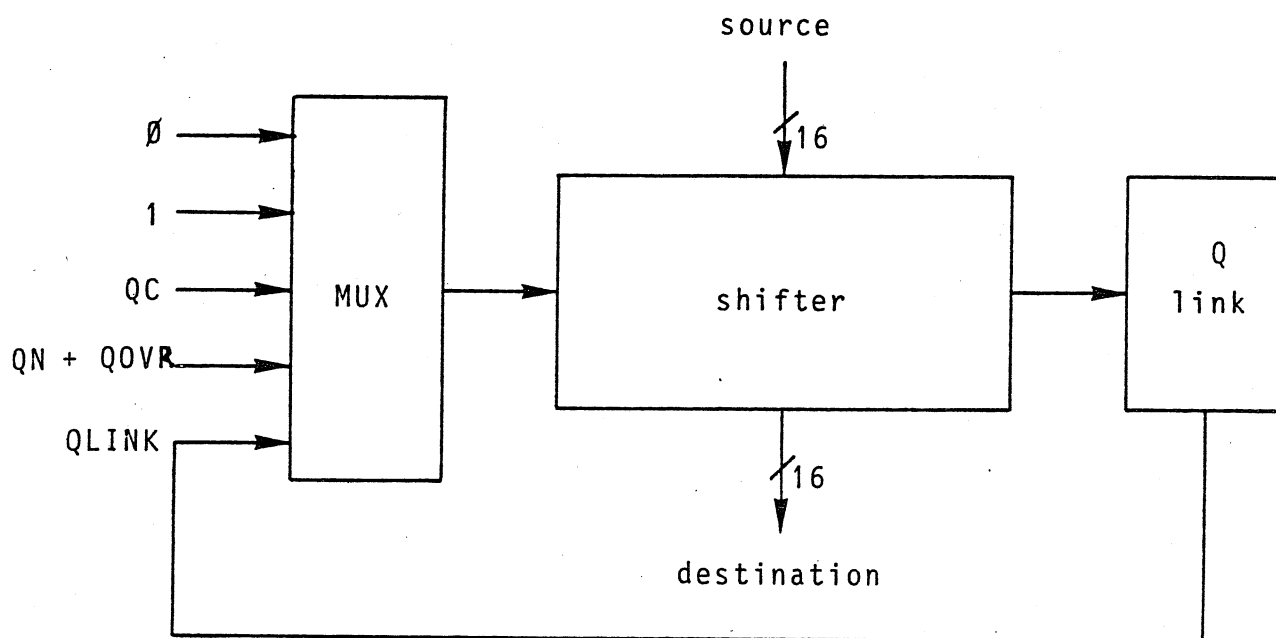 source
16
Ø
1
QC
QN + QOVR
QLINK
MUX
shifter
Q
link
16
destination